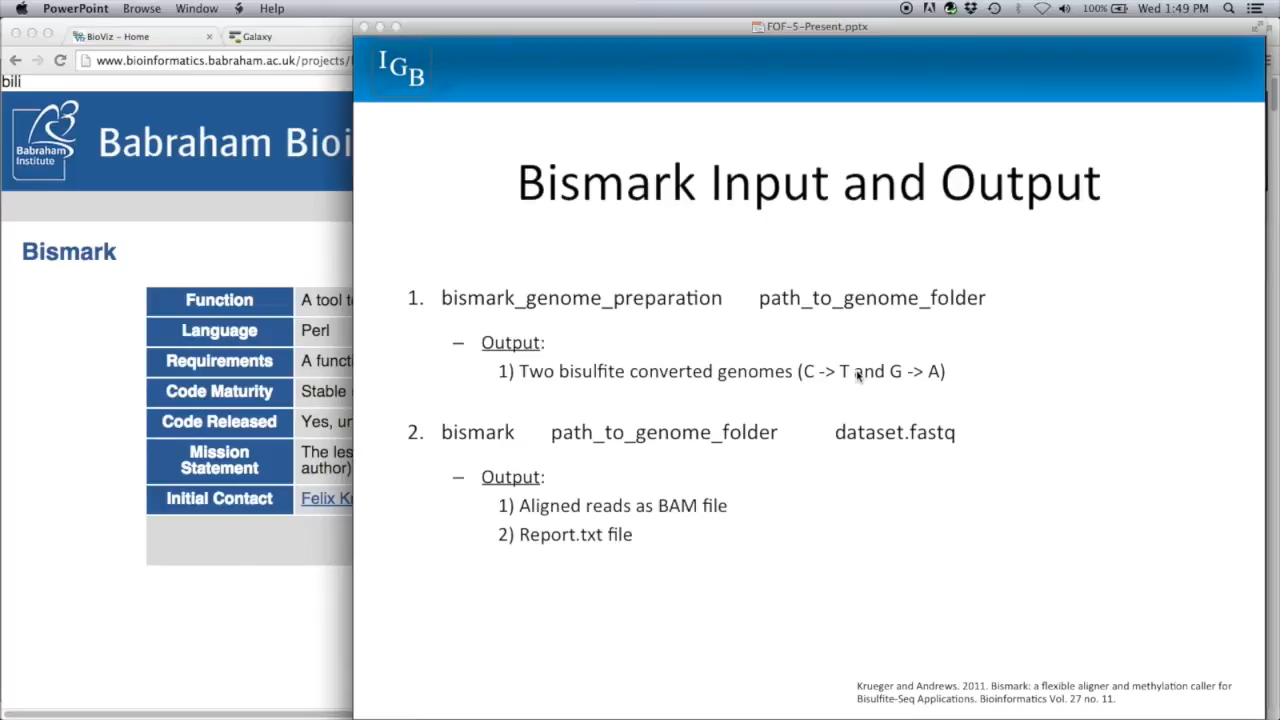 PowerPoint Browse Window Help 100% Wed 1:49 PM
BioViz - Home × Galaxy
FOF-5-Present.pptx
www.bioinformatics.babraham.ac.uk/projects/
bili
IGB
Babraham Institute
Babraham
Bismark Input and Output
Bismark
Function A tool
Language Perl
Requirements A
Code Maturity Stable
Code Released Yes,
Mission Statement The
author)
Initial Contact Felix
1. bismark_genome_preparation path_to_genome_folder
– Output:
1) Two bisulfite converted genomes (C -> T and G -> A)
2. bismark path_to_genome_folder dataset.fastq
– Output:
1) Aligned reads as BAM file
2) Report.txt file
Krueger and Andrews. 2011. Bismark: a flexible aligner and methylation caller for
Bisulfite-Seq Applications. Bioinformatics Vol. 27 no. 11.